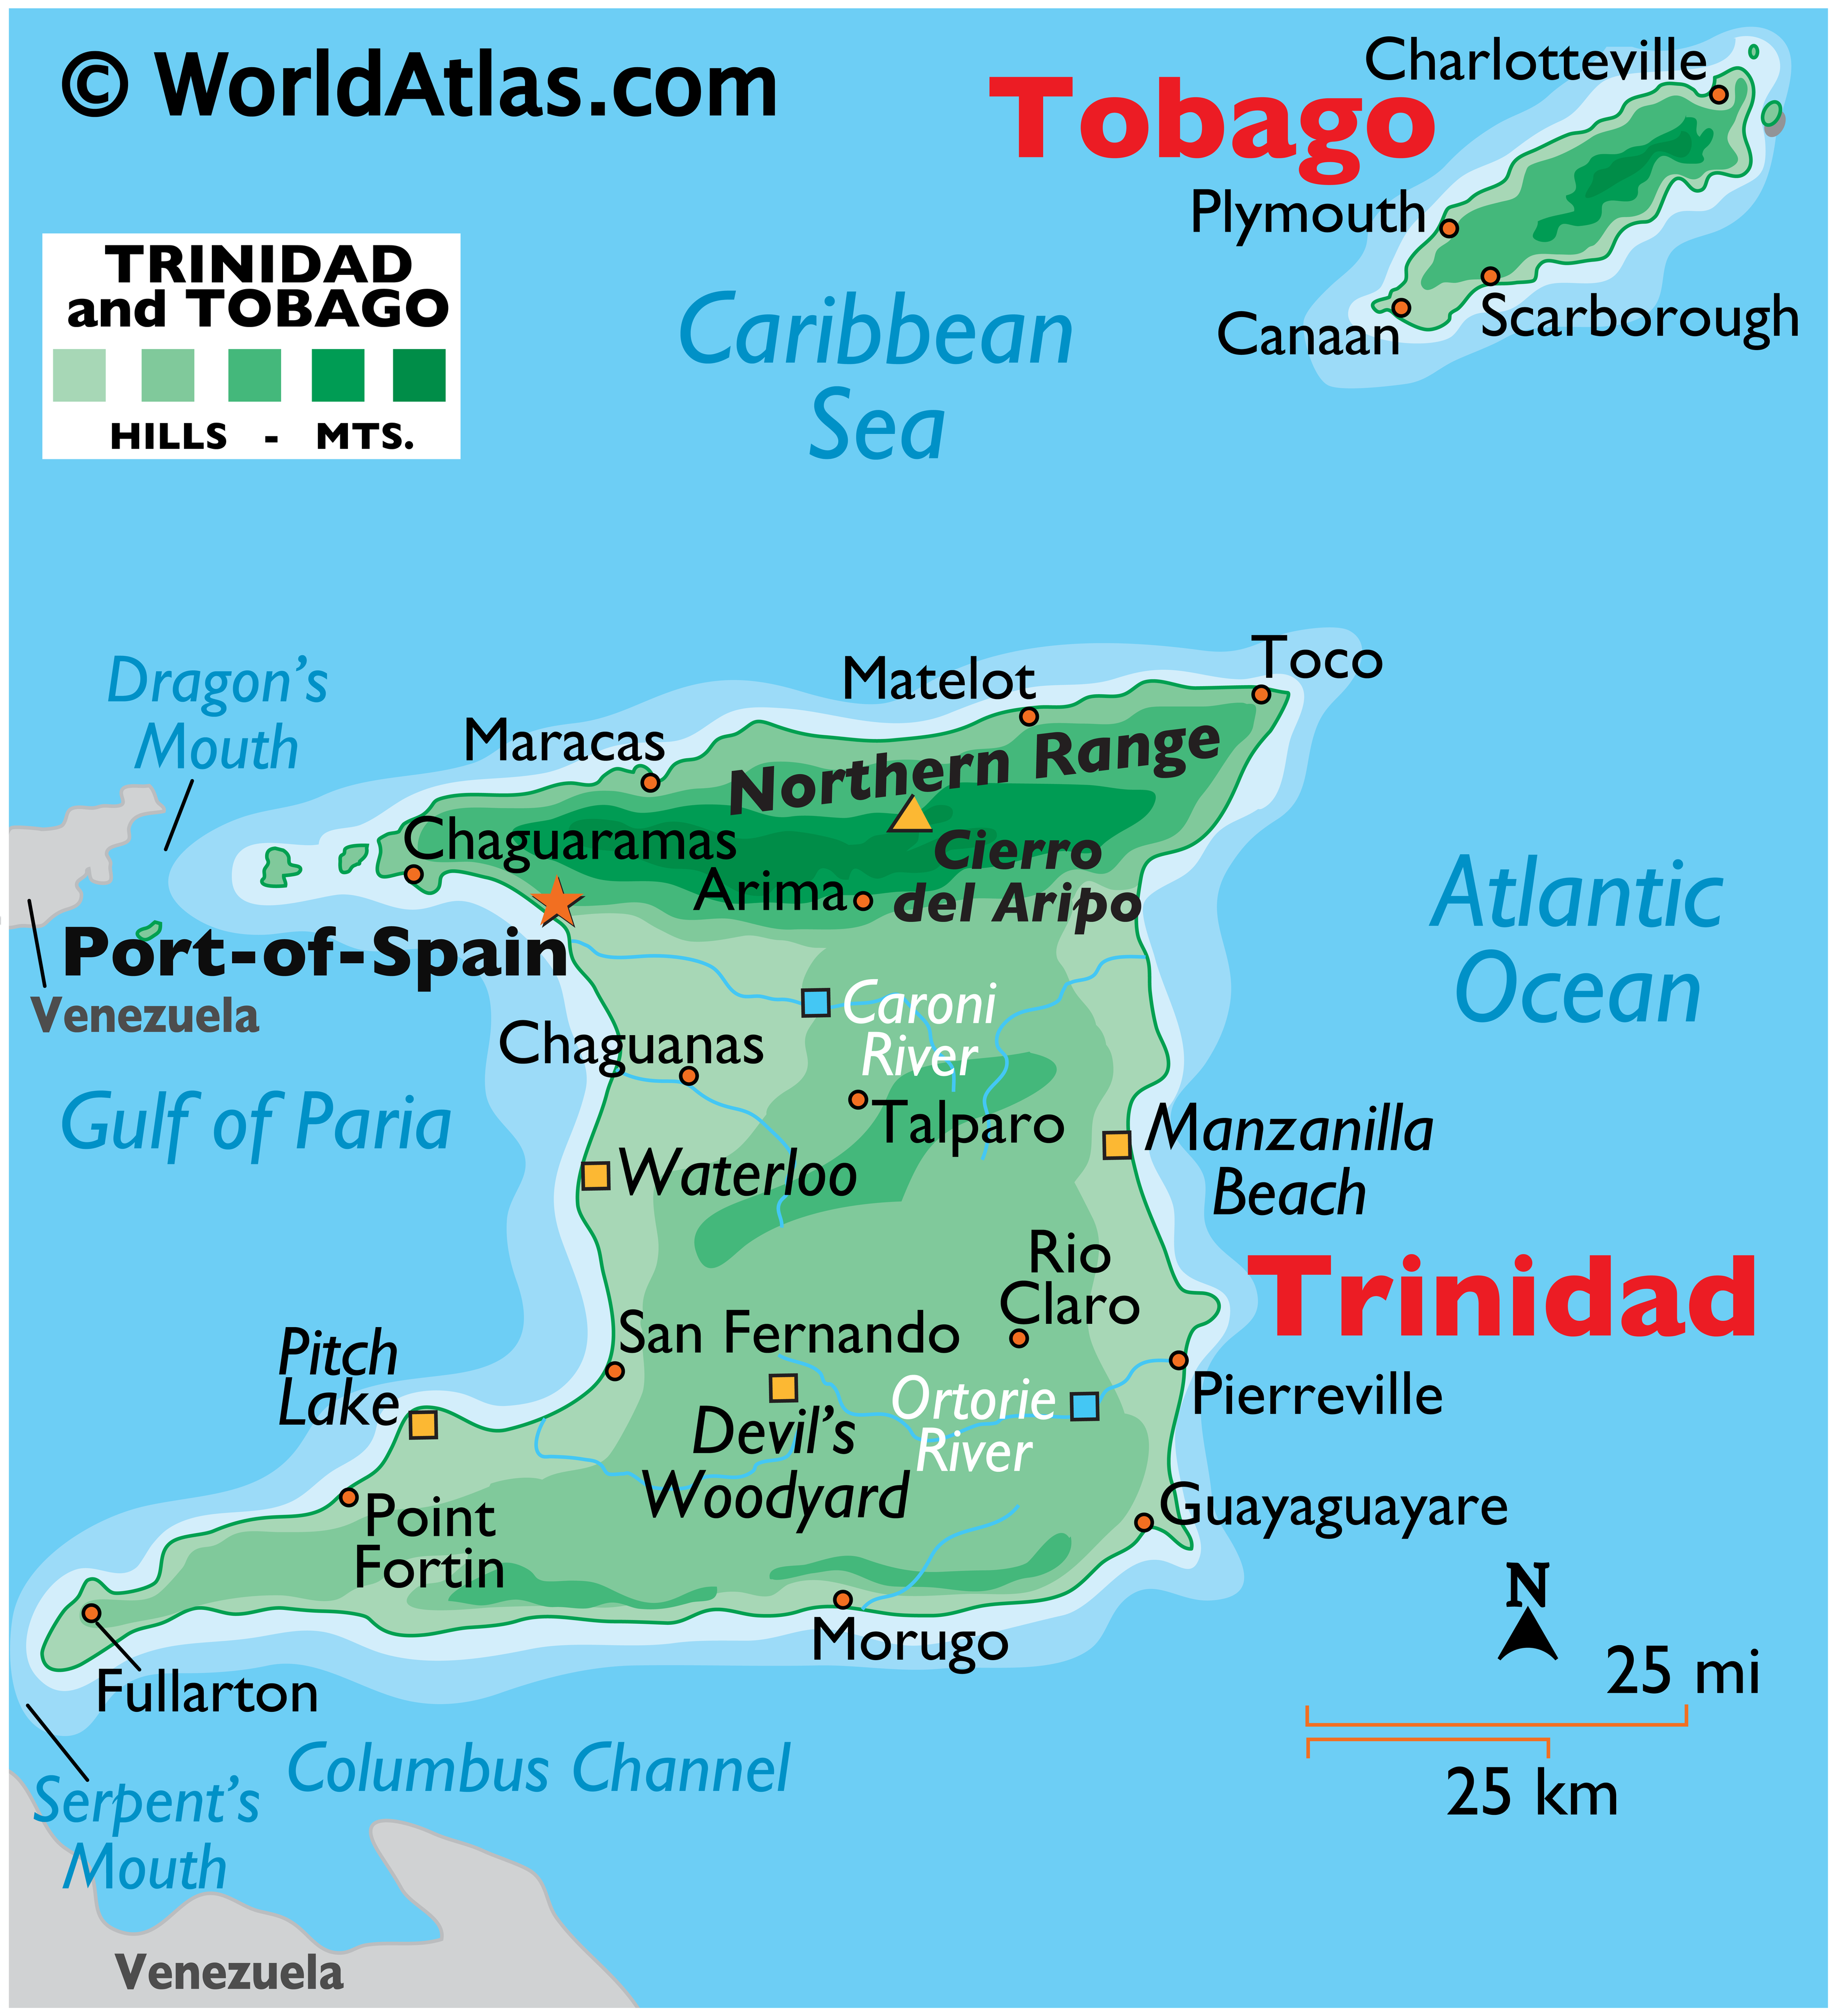 © WorldAtlas.com
Charlotteville
Tobago
Plymouth
Scarborough
Canaan
TRINIDAD
and TOBAGO
HILLS - MTS.
Caribbean
Sea
Dragon's
Mouth
Toco
Matelot
Maracas
Northern Range
Chaguaramas
Cierro
del Aripo
Arima
Port-of-Spain
Venezuela
Atlantic
Ocean
Caroni
River
Chaguanas
Gulf of Paria
Talparo
Manzanilla
Beach
Waterloo
Rio
Claro
Trinidad
San Fernando
Pitch
Lake
Devil's
Woodyard
Ortorie
River
Pierreville
Point
Fortin
Guayaguayare
Morugo
Fullarton
N
25 mi
25 km
Columbus Channel
Serpent's
Mouth
Venezuela